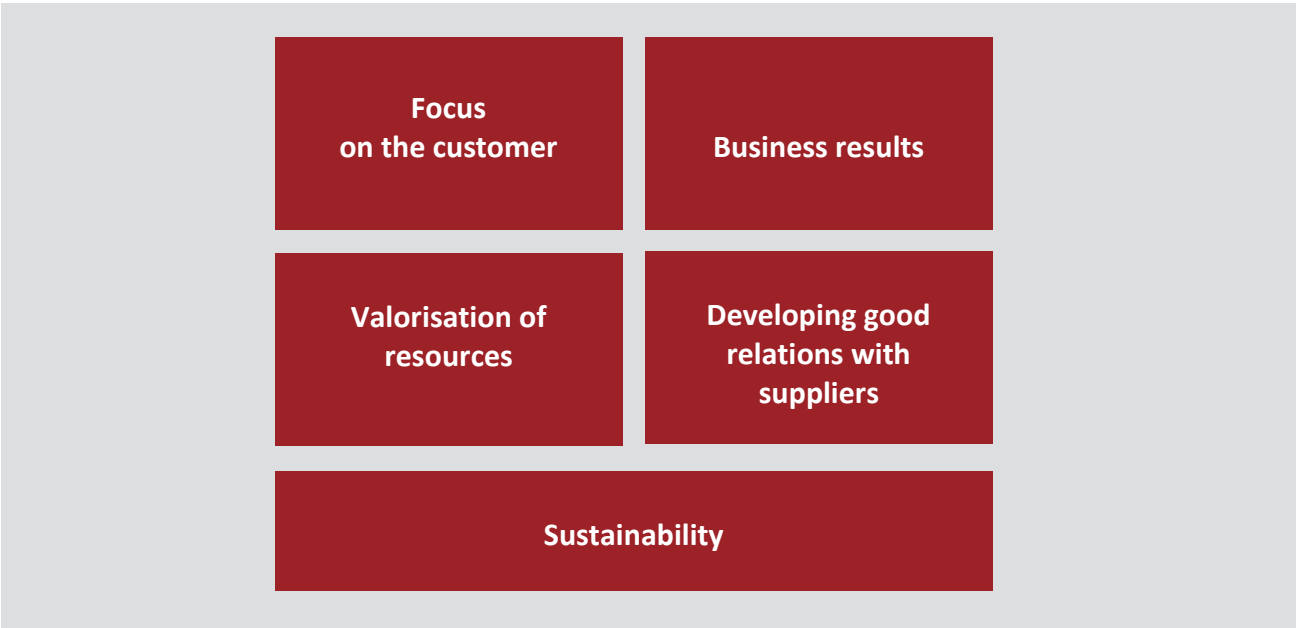 Focus
on the customer
Business results
Valorisation of
resources
Developing good
relations with
suppliers
Sustainability